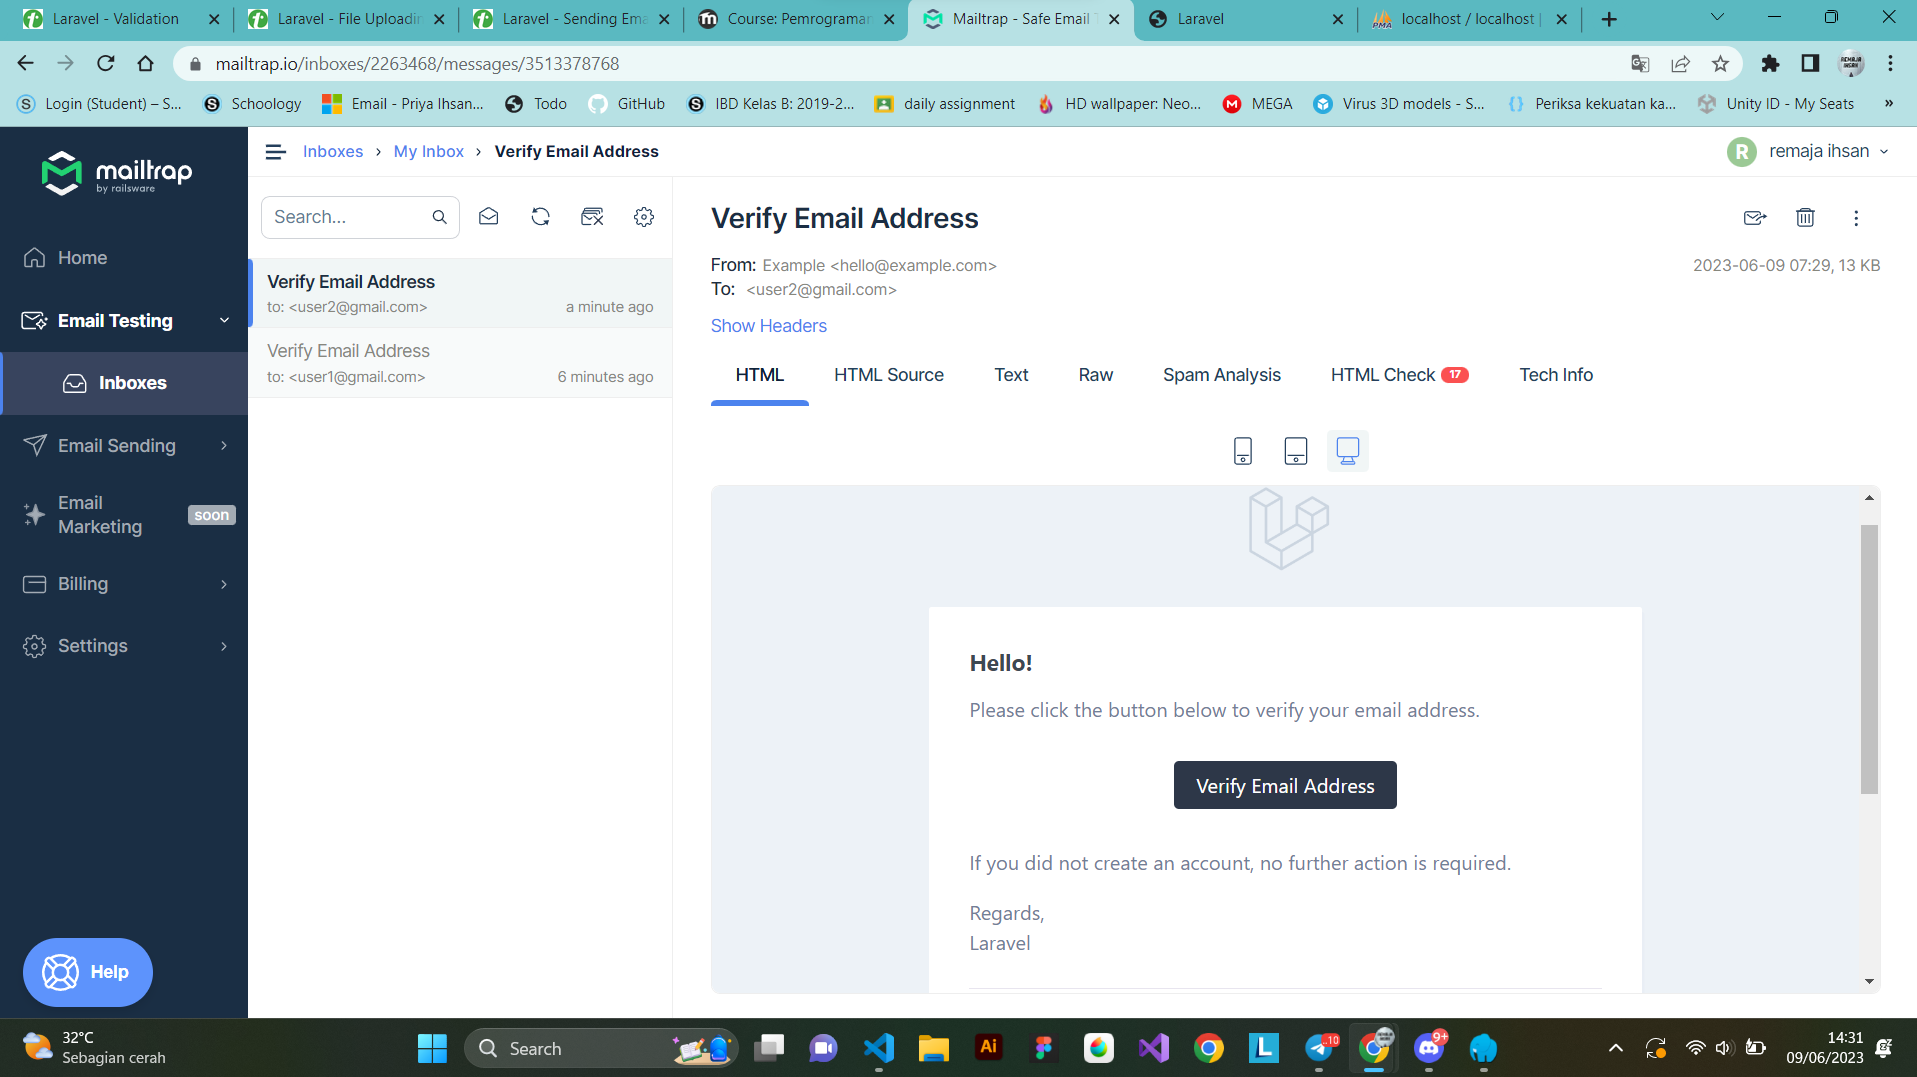 Laravel - Validation
Laravel - File Uploadin
Laravel - Sending Ema
Course: Pemrograman
Mailtrap - Safe Email T
Laravel
localhost / localhost |
mailtrap.io/inboxes/2263468/messages/3513378768
Login (Student) – S...
Schoology
Email - Priya Ihsan...
Todo
GitHub
IBD Kelas B: 2019-2...
daily assignment
HD wallpaper: Neo...
MEGA
Virus 3D models - S...
Periksa kekuatan ka...
Unity ID - My Seats
»
mailtrap
by railsware
Home
Email Testing
Inboxes
Email Sending
Email
Marketing
soon
Billing
Settings
Help
Inboxes › My Inbox › Verify Email Address
R
remaja ihsan
Search...
Verify Email Address
to: <user2@gmail.com>
a minute ago
Verify Email Address
to: <user1@gmail.com>
6 minutes ago
Verify Email Address
From: Example <hello@example.com>
2023-06-09 07:29, 13 KB
To: <user2@gmail.com>
Show Headers
HTML
HTML Source
Text
Raw
Spam Analysis
HTML Check 17
Tech Info
Hello!
Please click the button below to verify your email address.
Verify Email Address
If you did not create an account, no further action is required.
Regards,
Laravel
32°C
Sebagian cerah
Search
Ai
L
..10
9+
14:31
09/06/2023